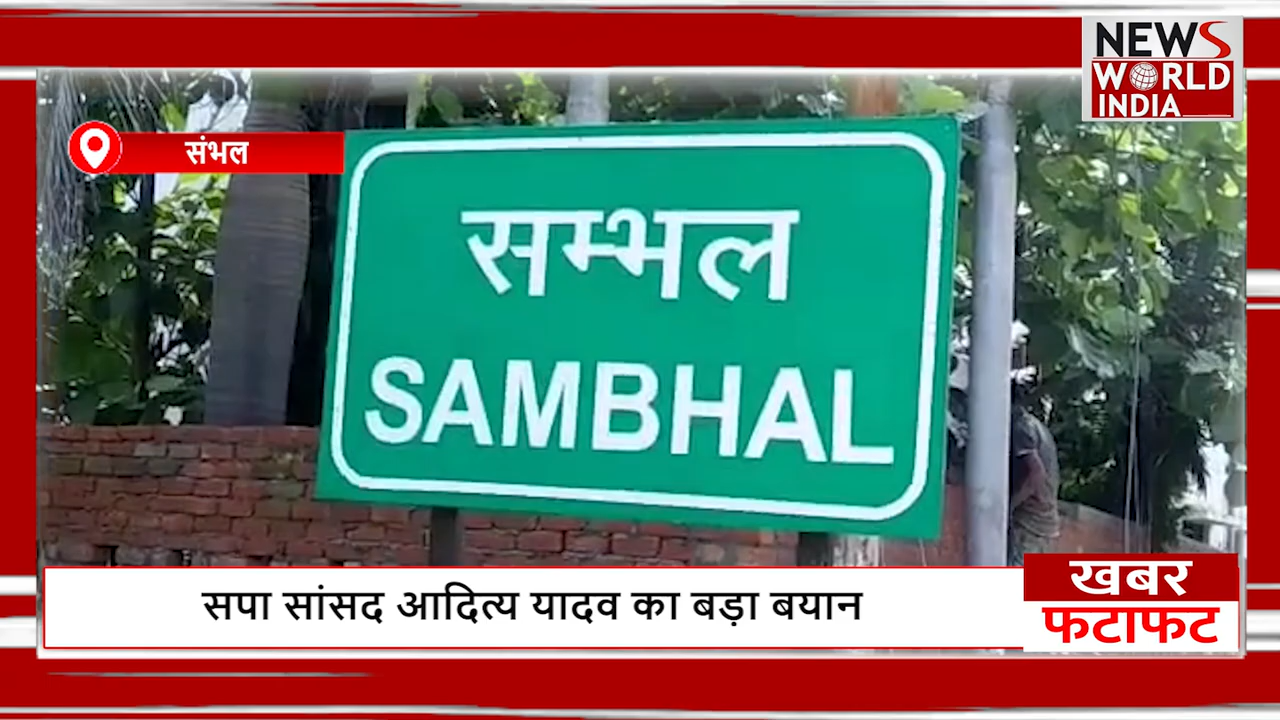 NEWS
WORLD
INDIA
संभल
सम्भल
SAMBHAL
सपा सांसद आदित्य यादव का बड़ा बयान
खबर
फटाफट